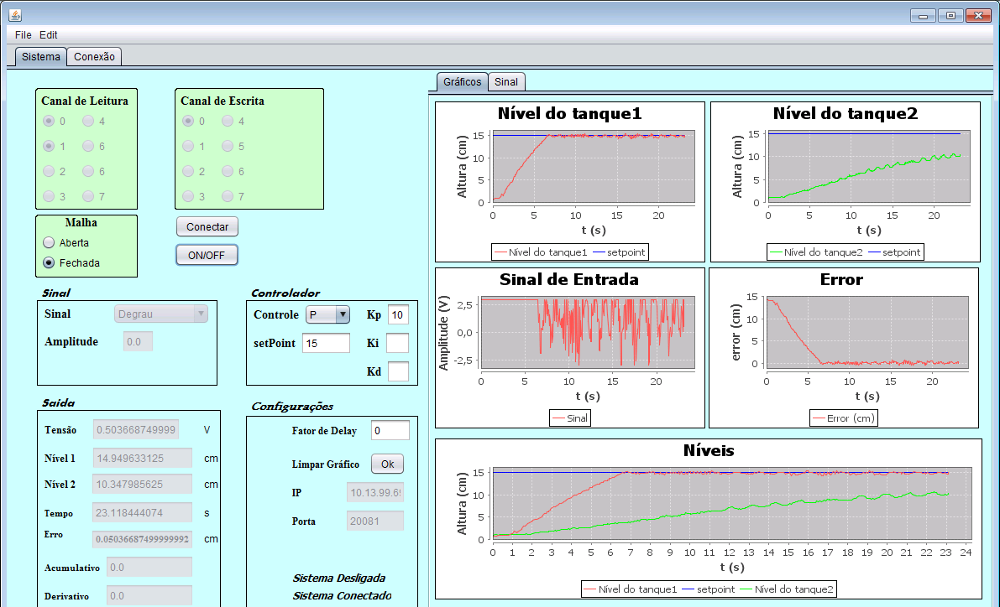 File Edit
Sistema Conexão
Canal de Leitura
0 4
1 6
2 6
3 7
Canal de Escrita
0 4
1 5
2 6
3 7
Malha
Aberta
Fechada
Conectar
ON/OFF
Sinal
Sinal Degrau
Amplitude 0.0
Controlador
Controle P Kp 10
setPoint 15 Ki
Kd
Saida
Tensão 0.503668749999 V
Nível 1 14.949633125 cm
Nível 2 10.347985625 cm
Tempo 23.118444074 s
Erro 0.05036687499999992 cm
Acumulativo 0.0
Derivativo 0.0
Configurações
Fator de Delay 0
Limpar Gráfico Ok
IP 10.13.99.69
Porta 20081
Sistema Desligada
Sistema Conectado
Gráficos Sinal
Nível do tanque1
Altura (cm)
15
10
5
0
0 5 10 15 20
t (s)
Nível do tanque1 setpoint
Nível do tanque2
Altura (cm)
15
10
5
0
0 5 10 15 20
t (s)
Nível do tanque2 setpoint
Sinal de Entrada
Amplitude (V)
2,5
0,0
-2,5
0 5 10 15 20
t (s)
Sinal
Error
error (cm)
15
10
5
0
0 5 10 15 20
t (s)
Error (cm)
Níveis
Altura (cm)
15
10
5
0
0 1 2 3 4 5 6 7 8 9 10 11 12 13 14 15 16 17 18 19 20 21 22 23 24
t (s)
Nível do tanque1 setpoint Nível do tanque2